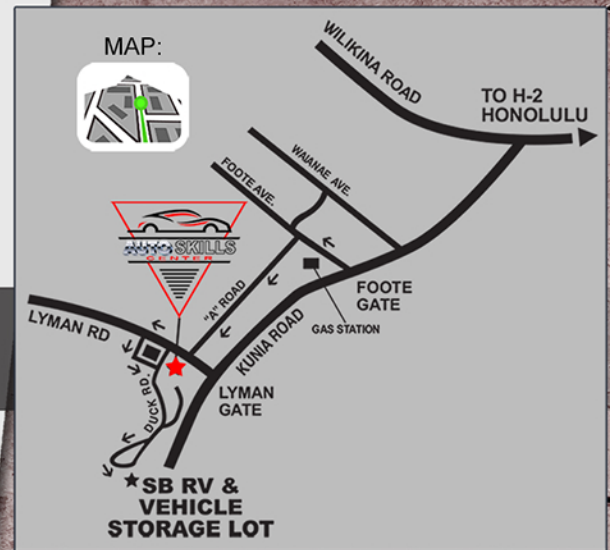 MAP:
WILIKINA ROAD
TO H-2
HONOLULU
WAIANAE AVE.
FOOTE AVE.
AUTO SKILLS
CENTER
"A" ROAD
FOOTE
GATE
GAS STATION
KUNIA ROAD
LYMAN RD
LYMAN
GATE
DUCK RD.
SB RV &
VEHICLE
STORAGE LOT